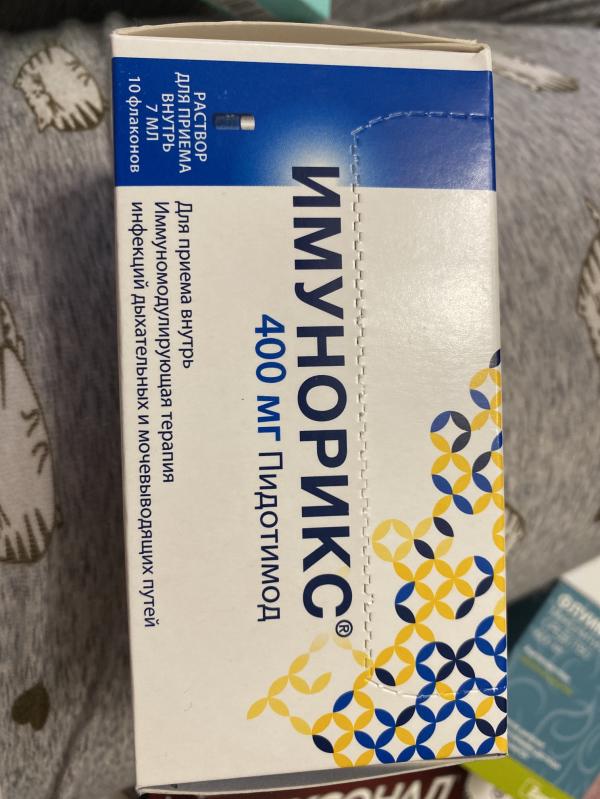 РАСТВОР
ДЛЯ ПРИЕМА
ВНУТРЬ
7 МЛ
10 флаконов
ИМУНОРИКС®
400 мг Пидотимод
Для приема внутрь
Иммуномодулирующая терапия
инфекций дыхательных и мочевыводящих путей